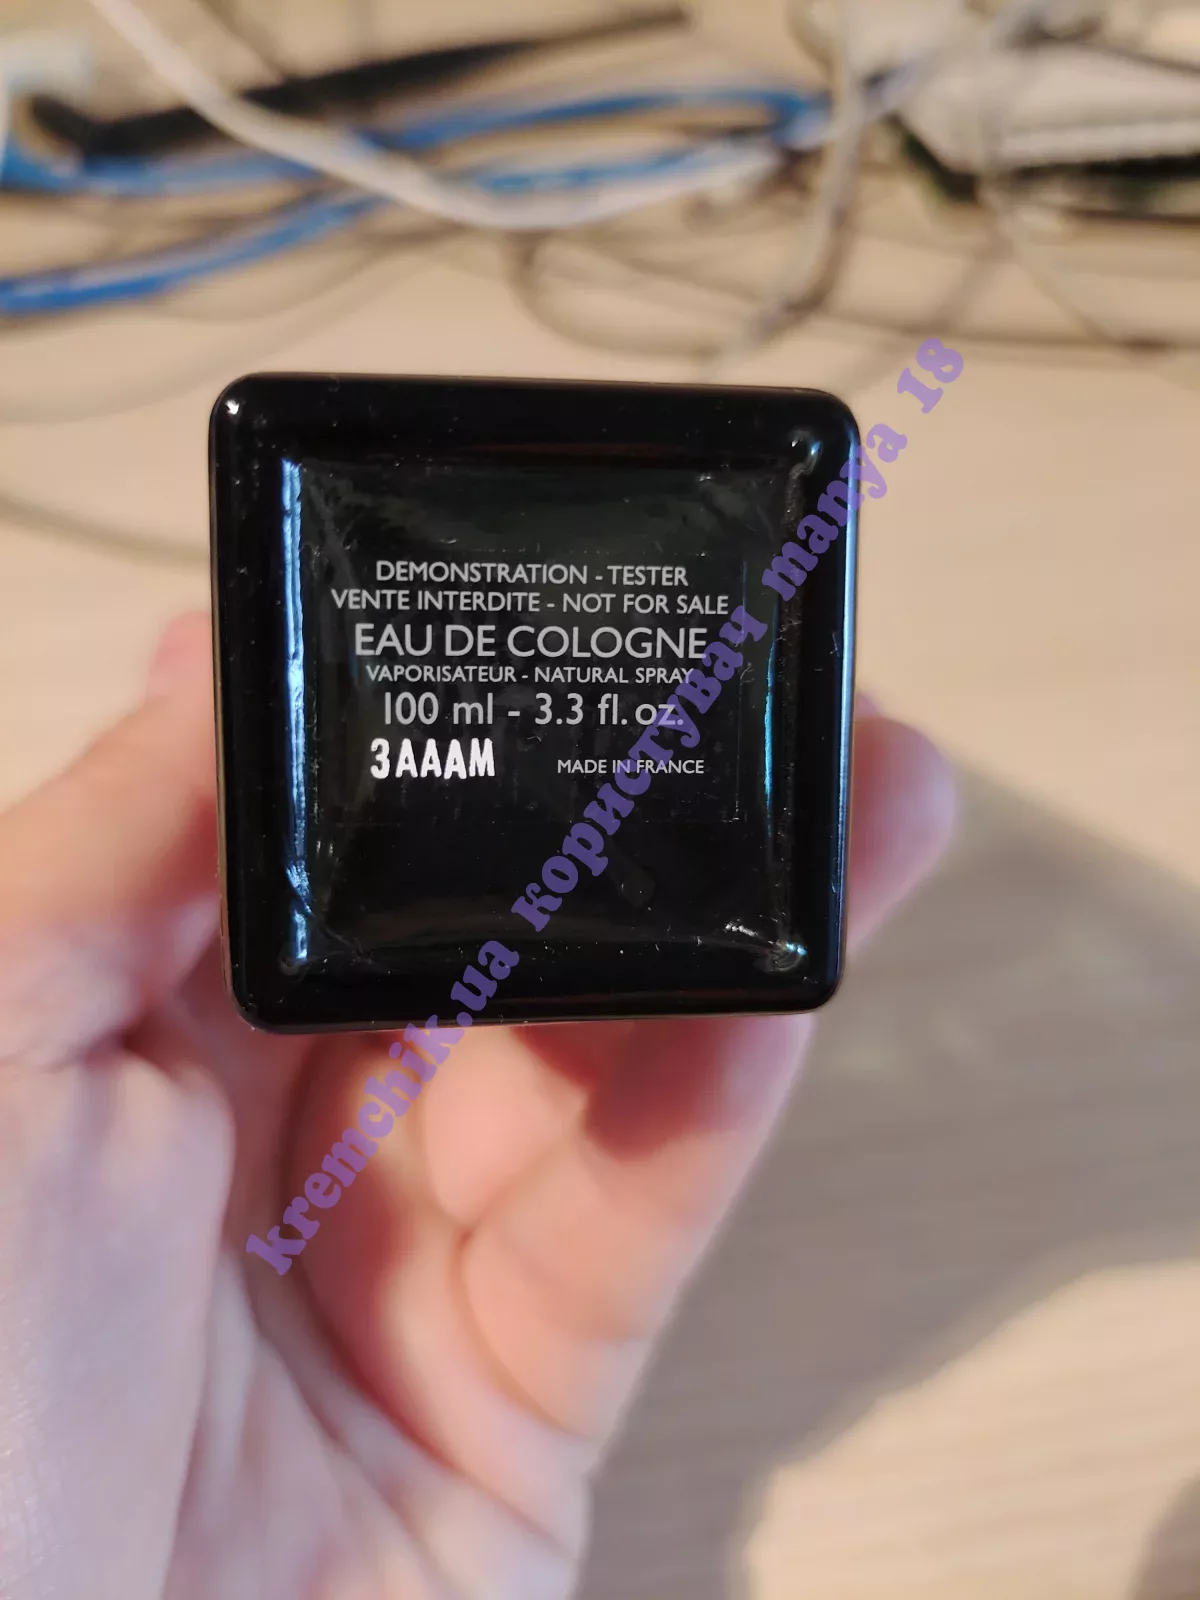 DEMONSTRATION - TESTER
VENTE INTERDITE - NOT FOR SALE
EAU DE COLOGNE
VAPORISATEUR - NATURAL SPRAY
100 ml - 3.3 fl. oz.
3AAAM
MADE IN FRANCE
kremchik.ua користувач manya 18